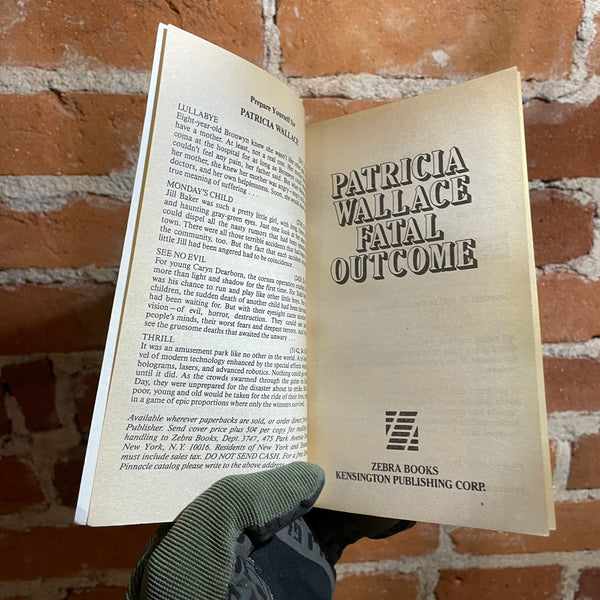 Prepare Yourself for
PATRICIA WALLACE
LULLABYE
Eight-year-old Bronwyn knew she wasn't like
have a mother. At least, not a real one. Her mother
coma at the hospital for as long as Bronwyn
couldn't feel any pain, her father said. But when
her mother, she knew her mother was angry
doctors, and her own helplessness. Soon, she
true meaning of suffering . . .
MONDAY'S CHILD
Jill Baker was such a pretty little girl, with long
and haunting gray-green eyes. Just one look at
could dispel all the nasty rumors that had been
town. There were all those terrible accidents that had
the community, too. But the fact that each accident
little Jill had been angered had to be coincidence
SEE NO EVIL
For young Caryn Dearborn, the cornea operation enabled
more than light and shadow for the first time. For Todd
was his chance to run and play like other little boys.
children, the sudden death of another child had been the
had been waiting for. But with their eyesight came another
vision—of evil, horror, destruction. They could see
people's minds, their worst fears and deepest terrors. And
see the gruesome deaths that awaited the unwary . . .
THRILL
(3142,
It was an amusement park like no other in the world. A
vel of modern technology enhanced by the special effects
holograms, lasers, and advanced robotics. Nothing could go
until it did. As the crowds swarmed through the gates on
Day, they were unprepared for the disaster about to strike.
poor, young and old would be taken for the ride of their lives,
in a game of epic proportions where only the winners survived
Available wherever paperbacks are sold, or order direct from
Publisher. Send cover price plus 50¢ per copy for mailing
handling to Zebra Books, Dept. 3747, 475 Park Avenue
York, N.Y. 10016. Residents of New York and
must include sales tax. DO NOT SEND CASH. For a free
Pinnacle catalog please write to the above address.
PATRICIA
WALLACE
FATAL
OUTCOME
ZEBRA BOOKS
KENSINGTON PUBLISHING CORP.